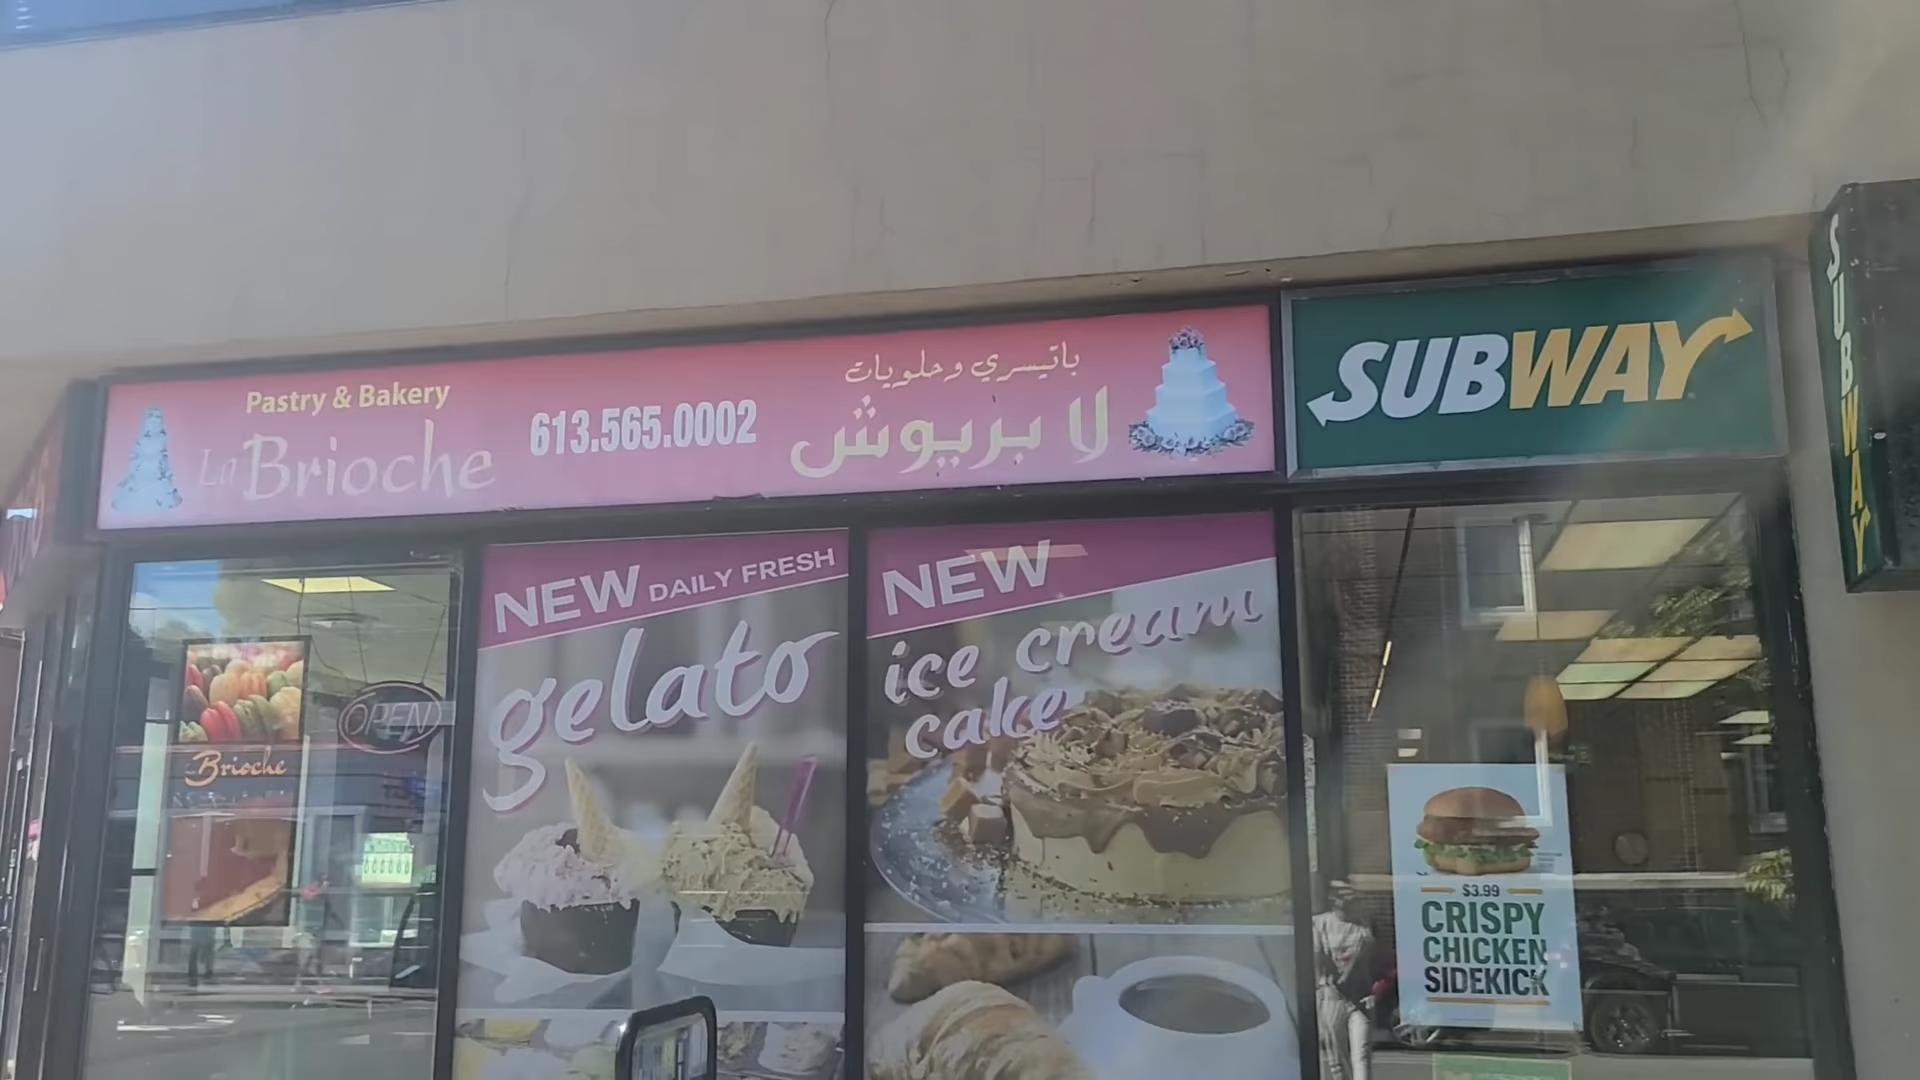 Pastry & Bakery
La Brioche
613.565.0002
باتيسري وحلويات
لا بريوش
SUBWAY
SUBWAY
NEW DAILY FRESH
gelato
NEW
ice cream
cake
OPEN
Brioche
$3.99
CRISPY
CHICKEN
SIDEKICK